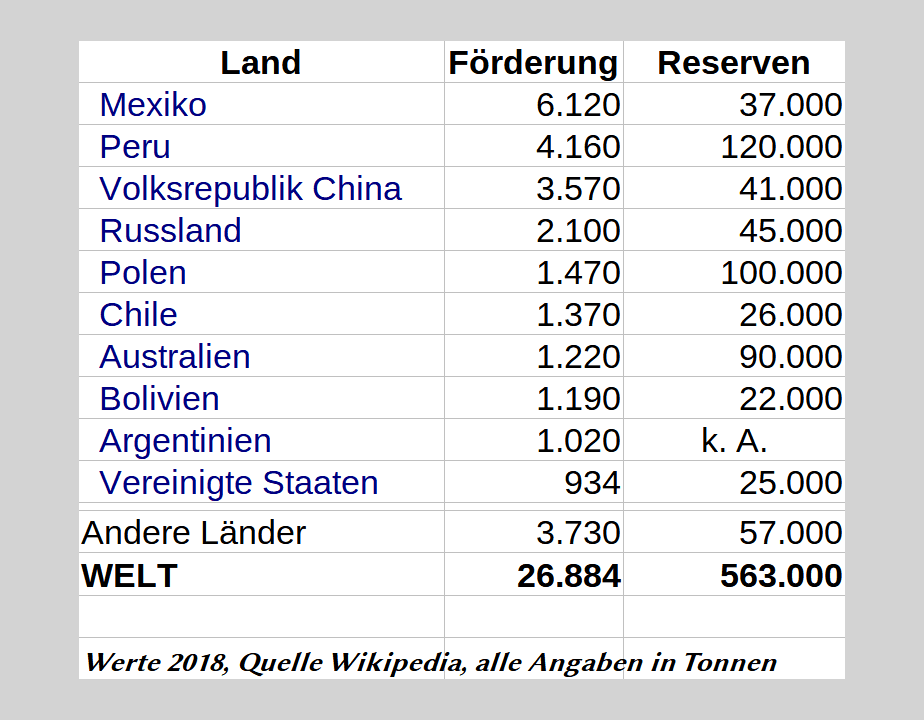 Land Förderung Reserven
Mexiko 6.120 37.000
Peru 4.160 120.000
Volksrepublik China 3.570 41.000
Russland 2.100 45.000
Polen 1.470 100.000
Chile 1.370 26.000
Australien 1.220 90.000
Bolivien 1.190 22.000
Argentinien 1.020 k. A.
Vereinigte Staaten 934 25.000
Andere Länder 3.730 57.000
WELT 26.884 563.000
Werte 2018, Quelle Wikipedia, alle Angaben in Tonnen